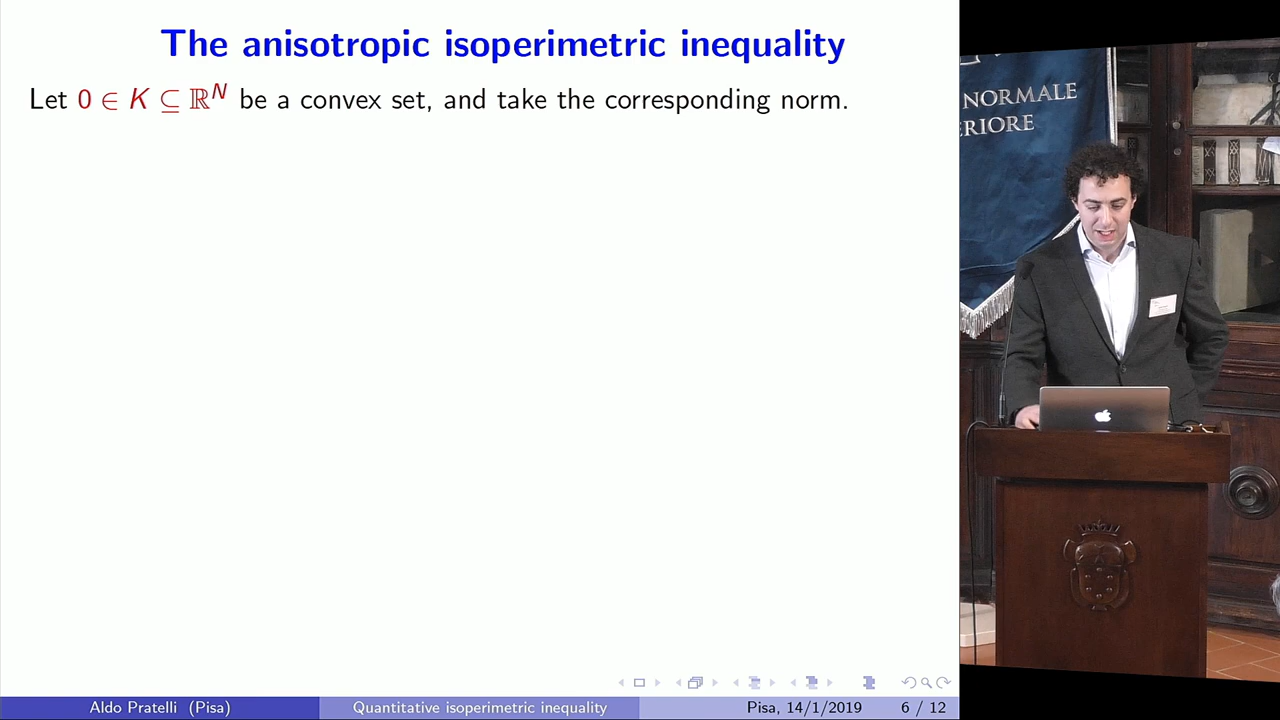 The anisotropic isoperimetric inequality
Let 0 ∈ K ⊆ ℝᴺ be a convex set, and take the corresponding norm.
NORMALE
ERIORE
Aldo Pratelli (Pisa) Quantitative isoperimetric inequality Pisa, 14/1/2019 6 / 12